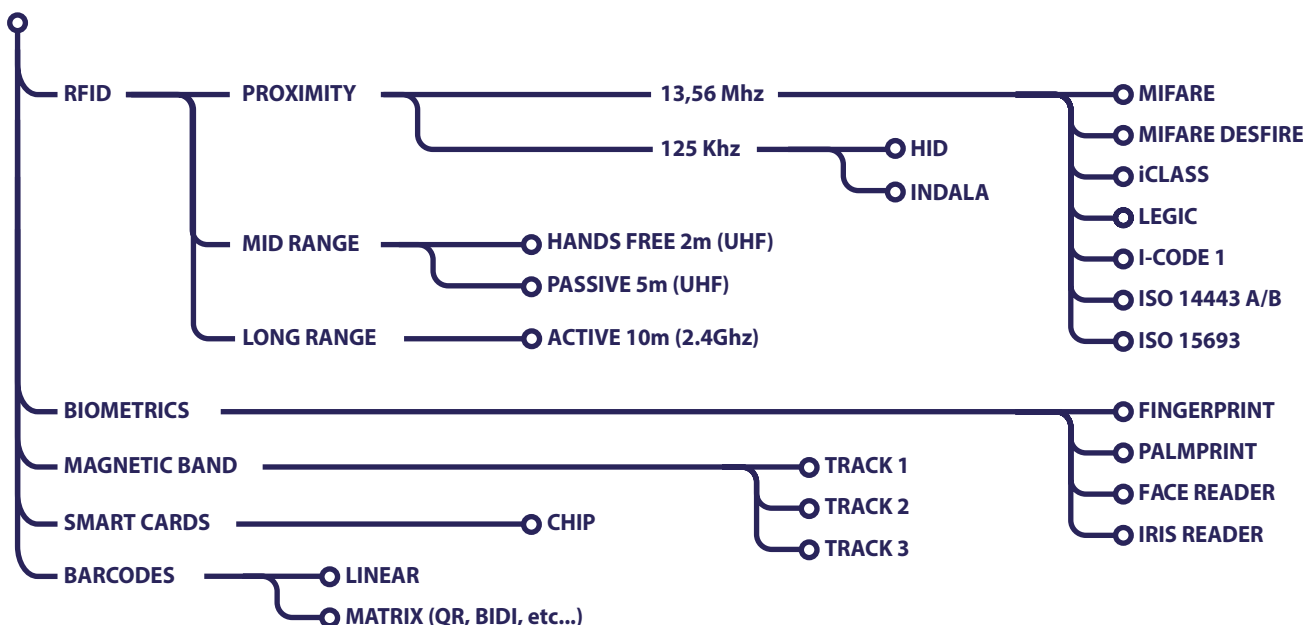 RFID
PROXIMITY
13,56 Mhz
MIFARE
MIFARE DESFIRE
125 Khz
HID
iCLASS
INDALA
LEGIC
MID RANGE
HANDS FREE 2m (UHF)
I-CODE 1
PASSIVE 5m (UHF)
ISO 14443 A/B
LONG RANGE
ACTIVE 10m (2.4Ghz)
ISO 15693
BIOMETRICS
FINGERPRINT
PALMPRINT
MAGNETIC BAND
TRACK 1
FACE READER
TRACK 2
SMART CARDS
CHIP
IRIS READER
TRACK 3
BARCODES
LINEAR
MATRIX (QR, BIDI, etc...)